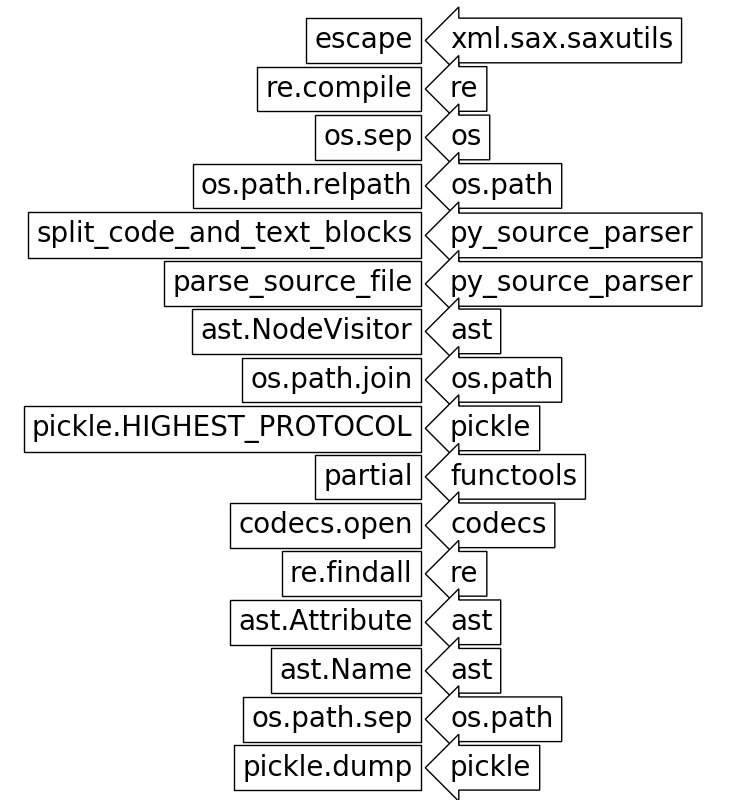 escape xml.sax.saxutils
re.compile re
os.sep os
os.path.relpath os.path
split_code_and_text_blocks py_source_parser
parse_source_file py_source_parser
ast.NodeVisitor ast
os.path.join os.path
pickle.HIGHEST_PROTOCOL pickle
partial functools
codecs.open codecs
re.findall re
ast.Attribute ast
ast.Name ast
os.path.sep os.path
pickle.dump pickle